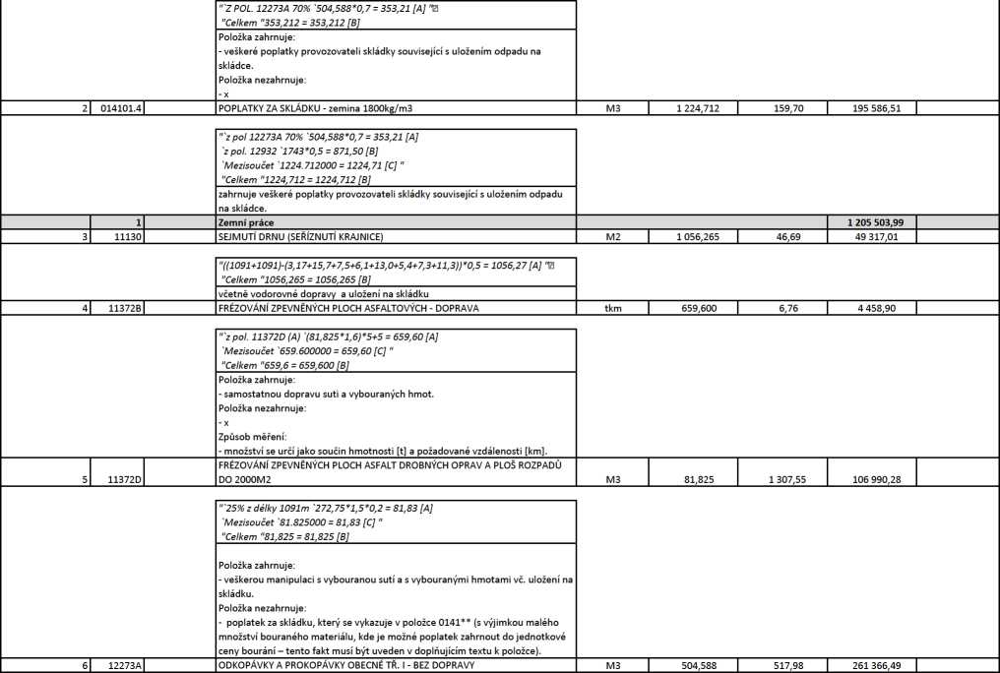 "`Z POL. 12273A 70% `504,588*0,7 = 353,21 [A] "
"Celkem "353,212 = 353,212 [B]
Položka zahrnuje:
- veškeré poplatky provozovateli skládky související s uložením odpadu na
skládce.
Položka nezahrnuje:
- x
2 014101.4 POPLATKY ZA SKLÁDKU - zemina 1800kg/m3 M3 1 224,712 159,70 195 586,51
"`z pol 12273A 70% `504,588*0,7 = 353,21 [A]
`z pol. 12932 `1743*0,5 = 871,50 [B]
`Mezisoučet `1224.712000 = 1224,71 [C] "
"Celkem "1224,712 = 1224,712 [B]
zahrnuje veškeré poplatky provozovateli skládky související s uložením odpadu
na skládce.
1 Zemní práce 1 205 503,99
3 11130 SEJMUTÍ DRNU (SEŘÍZNUTÍ KRAJNICE) M2 1 056,265 46,69 49 317,01
"((1091+1091)-(3,17+15,7+7,5+6,1+13,0+5,4+7,3+11,3))*0,5 = 1056,27 [A] "
"Celkem "1056,265 = 1056,265 [B]
včetně vodorovné dopravy a uložení na skládku
4 11372B FRÉZOVÁNÍ ZPEVNĚNÝCH PLOCH ASFALTOVÝCH - DOPRAVA tkm 659,600 6,76 4 458,90
"`z pol. 11372D (A) `(81,825*1,6)*5+5 = 659,60 [A]
`Mezisoučet `659.600000 = 659,60 [C] "
"Celkem "659,6 = 659,600 [B]
Položka zahrnuje:
- samostatnou dopravu suti a vybouraných hmot.
Položka nezahrnuje:
- x
Způsob měření:
- množství se určí jako součin hmotnosti [t] a požadované vzdálenosti [km].
FRÉZOVÁNÍ ZPEVNĚNÝCH PLOCH ASFALT DROBNÝCH OPRAV A PLOŠ ROZPADŮ
5 11372D DO 2000M2 M3 81,825 1 307,55 106 990,28
"`25% z délky 1091m `272,75*1,5*0,2 = 81,83 [A]
`Mezisoučet `81.825000 = 81,83 [C] "
"Celkem "81,825 = 81,825 [B]
Položka zahrnuje:
- veškerou manipulaci s vybouranou sutí a s vybouranými hmotami vč. uložení na
skládku.
Položka nezahrnuje:
- poplatek za skládku, který se vykazuje v položce 0141** (s výjimkou malého
množství bouraného materiálu, kde je možné poplatek zahrnout do jednotkové
ceny bourání – tento fakt musí být uveden v doplňujícím textu k položce).
6 12273A ODKOPÁVKY A PROKOPÁVKY OBECNÉ TŘ. I - BEZ DOPRAVY M3 504,588 517,98 261 366,49